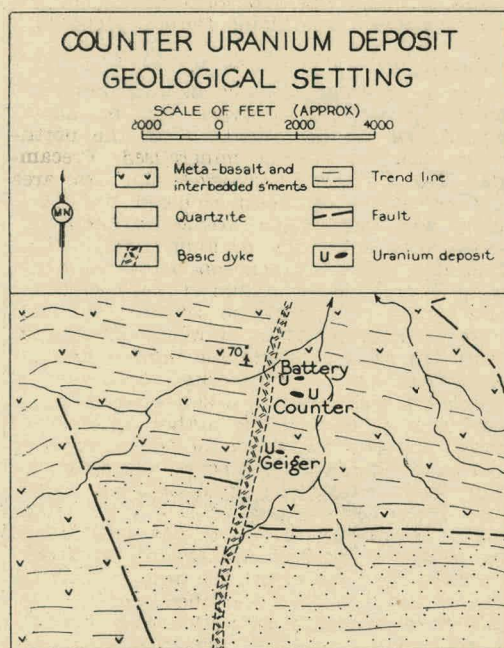 COUNTER URANIUM DEPOSIT
GEOLOGICAL SETTING
SCALE OF FEET (APPROX)
2000 0 2000 4000
MN
Meta-basalt and
interbedded s'ments
Trend line
Quartzite
Fault
Basic dyke
U Uranium deposit
70
Battery
U
U
Counter
U
Geiger